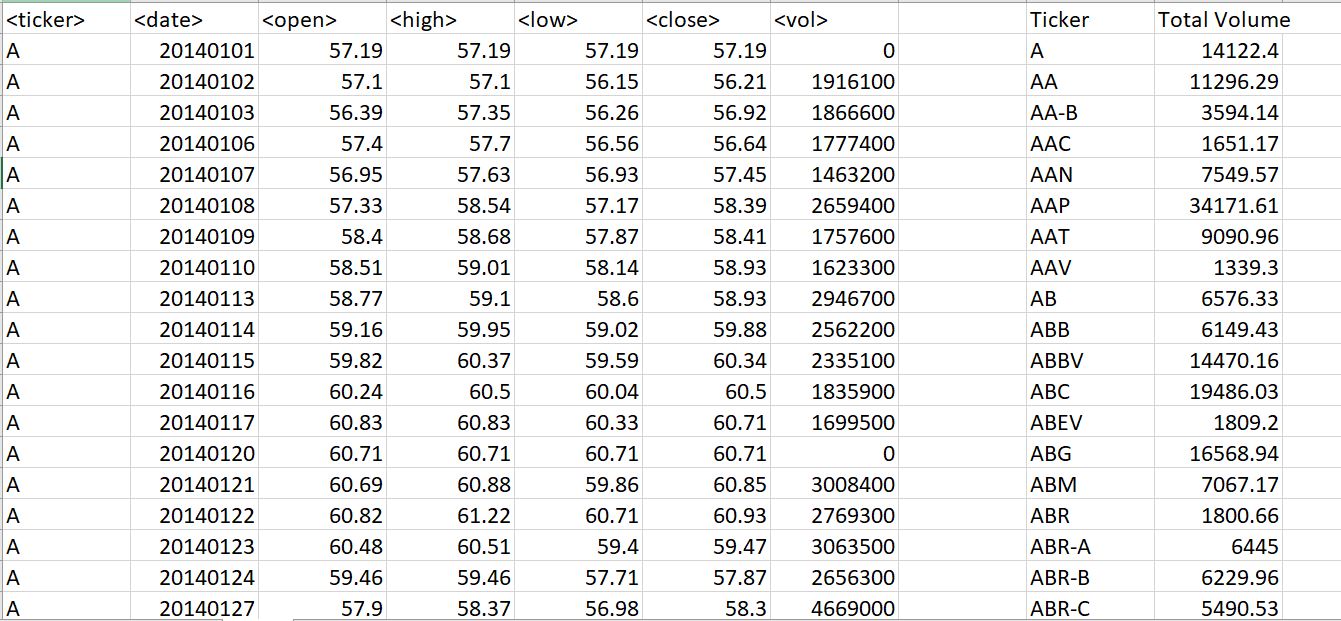 <ticker> <date> <open> <high> <low> <close> <vol> Ticker Total Volume
A 20140101 57.19 57.19 57.19 57.19 0 A 14122.4
A 20140102 57.1 57.1 56.15 56.21 1916100 AA 11296.29
A 20140103 56.39 57.35 56.26 56.92 1866600 AA-B 3594.14
A 20140106 57.4 57.7 56.56 56.64 1777400 AAC 1651.17
A 20140107 56.95 57.63 56.93 57.45 1463200 AAN 7549.57
A 20140108 57.33 58.54 57.17 58.39 2659400 AAP 34171.61
A 20140109 58.4 58.68 57.87 58.41 1757600 AAT 9090.96
A 20140110 58.51 59.01 58.14 58.93 1623300 AAV 1339.3
A 20140113 58.77 59.1 58.6 58.93 2946700 AB 6576.33
A 20140114 59.16 59.95 59.02 59.88 2562200 ABB 6149.43
A 20140115 59.82 60.37 59.59 60.34 2335100 ABBV 14470.16
A 20140116 60.24 60.5 60.04 60.5 1835900 ABC 19486.03
A 20140117 60.83 60.83 60.33 60.71 1699500 ABEV 1809.2
A 20140120 60.71 60.71 60.71 60.71 0 ABG 16568.94
A 20140121 60.69 60.88 59.86 60.85 3008400 ABM 7067.17
A 20140122 60.82 61.22 60.71 60.93 2769300 ABR 1800.66
A 20140123 60.48 60.51 59.4 59.47 3063500 ABR-A 6445
A 20140124 59.46 59.46 57.71 57.87 2656300 ABR-B 6229.96
A 20140127 57.9 58.37 56.98 58.3 4669000 ABR-C 5490.53